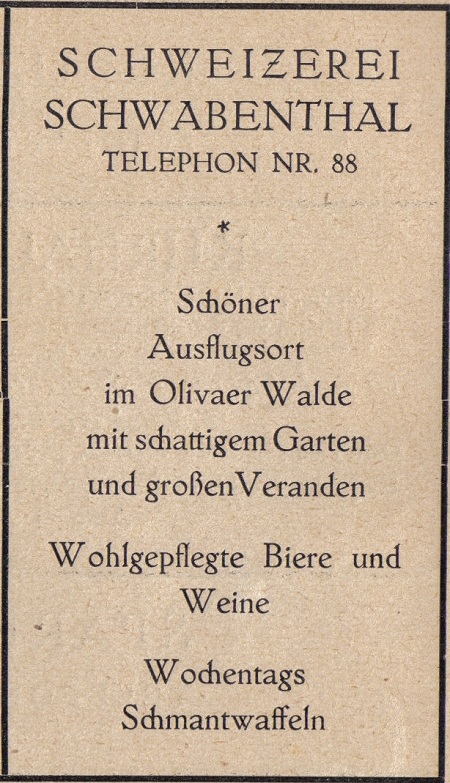 SCHWEIZEREI
SCHWABENTHAL
TELEPHON NR. 88
*
Schöner
Ausflugsort
im Olivaer Walde
mit schattigem Garten
und großen Veranden
Wohlgepflegte Biere und
Weine
Wochentags
Schmantwaffeln